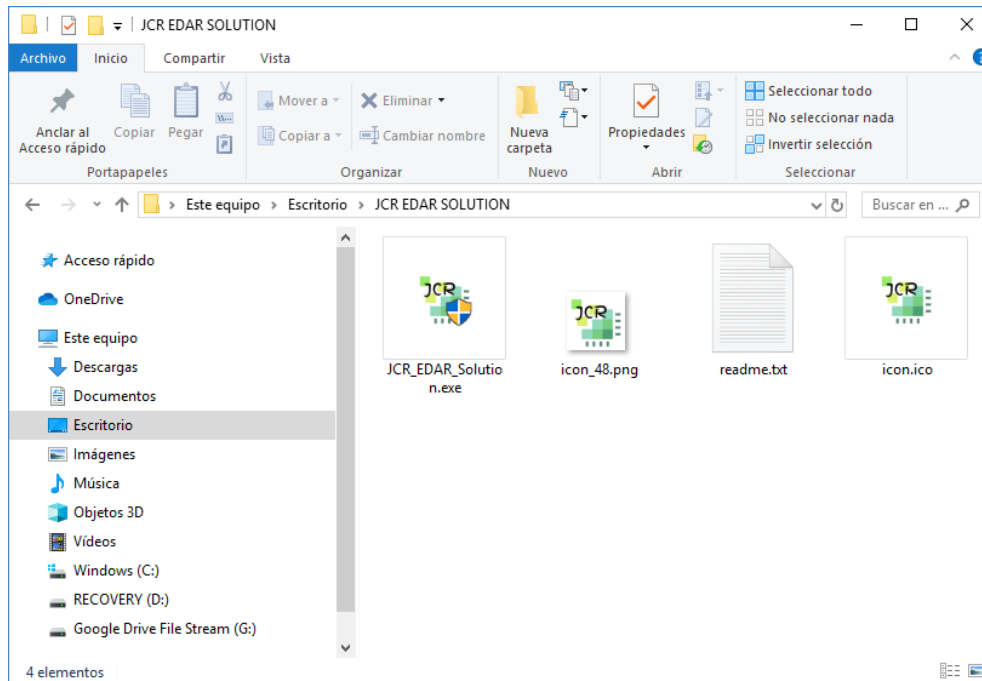 JCR EDAR SOLUTION
Archivo Inicio Compartir Vista
Mover a Eliminar
Seleccionar todo
Anclar al Acceso rápido
Copiar Pegar
Copiar a Cambiar nombre
Nueva carpeta
Propiedades
No seleccionar nada
Invertir selección
Portapapeles Organizar Nuevo Abrir Seleccionar
Este equipo > Escritorio > JCR EDAR SOLUTION
Buscar en ...
Acceso rápido
OneDrive
Este equipo
Descargas
Documentos
Escritorio
Imágenes
Música
Objetos 3D
Vídeos
Windows (C:)
RECOVERY (D:)
Google Drive File Stream (G:)
JCR
JCR
JCR
JCR_EDAR_Solutio
n.exe
icon_48.png
readme.txt
icon.ico
4 elementos